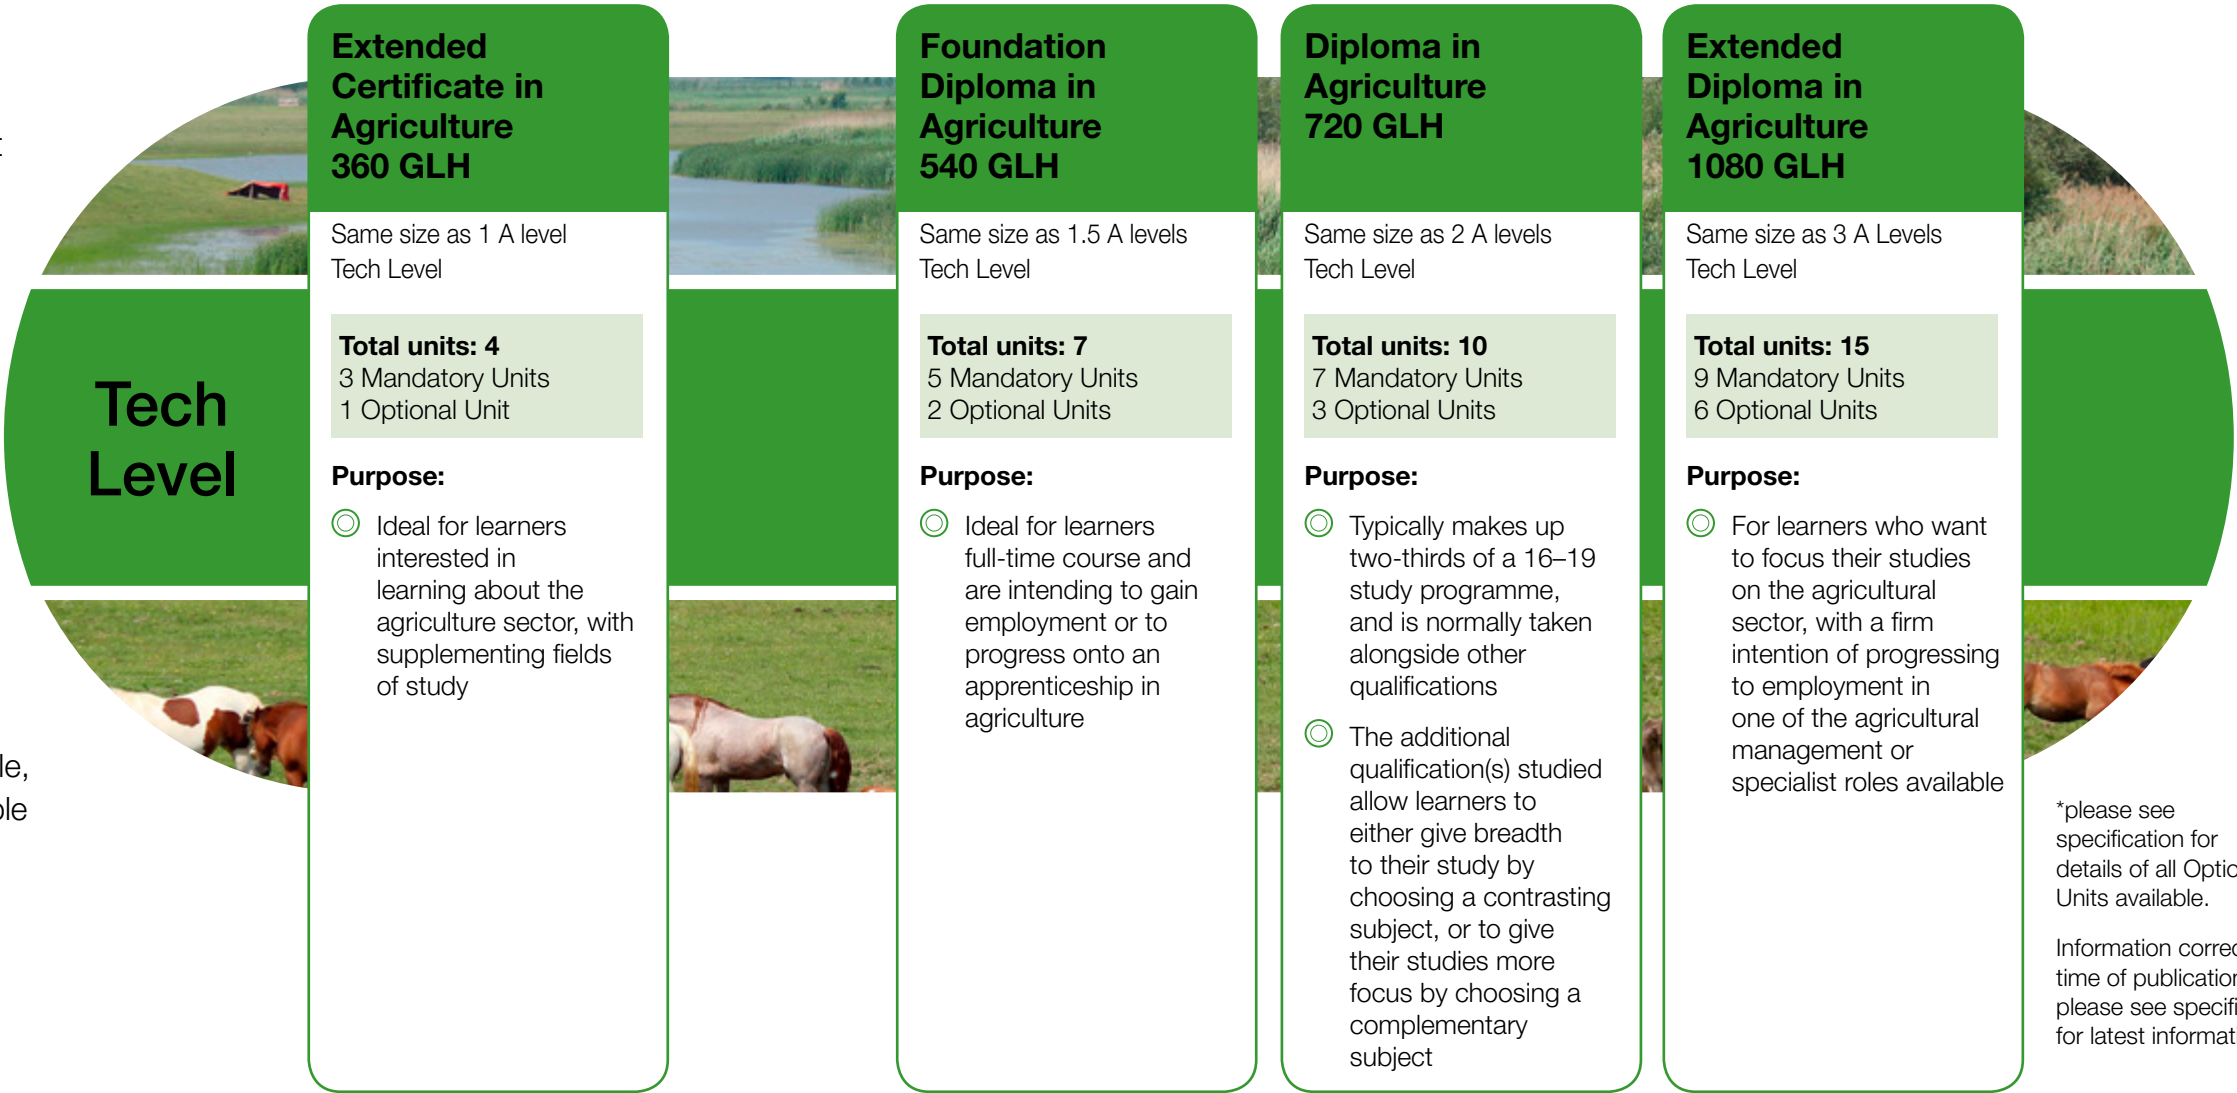 Tech
Level
Extended
Certificate in
Agriculture
360 GLH
Same size as 1 A level
Tech Level
Total units: 4
3 Mandatory Units
1 Optional Unit
Purpose:
Ideal for learners
interested in
learning about the
agriculture sector, with
supplementing fields
of study
Foundation
Diploma in
Agriculture
540 GLH
Same size as 1.5 A levels
Tech Level
Total units: 7
5 Mandatory Units
2 Optional Units
Purpose:
Ideal for learners
full-time course and
are intending to gain
employment or to
progress onto an
apprenticeship in
agriculture
Diploma in
Agriculture
720 GLH
Same size as 2 A levels
Tech Level
Total units: 10
7 Mandatory Units
3 Optional Units
Purpose:
Typically makes up
two-thirds of a 16–19
study programme,
and is normally taken
alongside other
qualifications
The additional
qualification(s) studied
allow learners to
either give breadth
to their study by
choosing a contrasting
subject, or to give
their studies more
focus by choosing a
complementary
subject
Extended
Diploma in
Agriculture
1080 GLH
Same size as 3 A Levels
Tech Level
Total units: 15
9 Mandatory Units
6 Optional Units
Purpose:
For learners who want
to focus their studies
on the agricultural
sector, with a firm
intention of progressing
to employment in
one of the agricultural
management or
specialist roles available
*please see
specification for
details of all
Units available.
Information
time of
please see
for latest